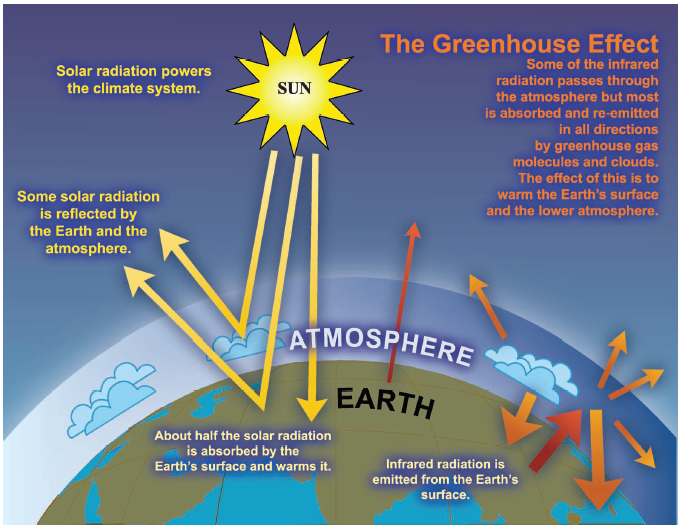 The Greenhouse Effect
Some of the infrared
radiation passes through
the atmosphere but most
is absorbed and re-emitted
in all directions
by greenhouse gas
molecules and clouds.
The effect of this is to
warm the Earth's surface
and the lower atmosphere.
Solar radiation powers
the climate system.
SUN
Some solar radiation
is reflected by
the Earth and the
atmosphere.
ATMOSPHERE
EARTH
About half the solar radiation
is absorbed by the
Earth's surface and warms it.
Infrared radiation is
emitted from the Earth's
surface.